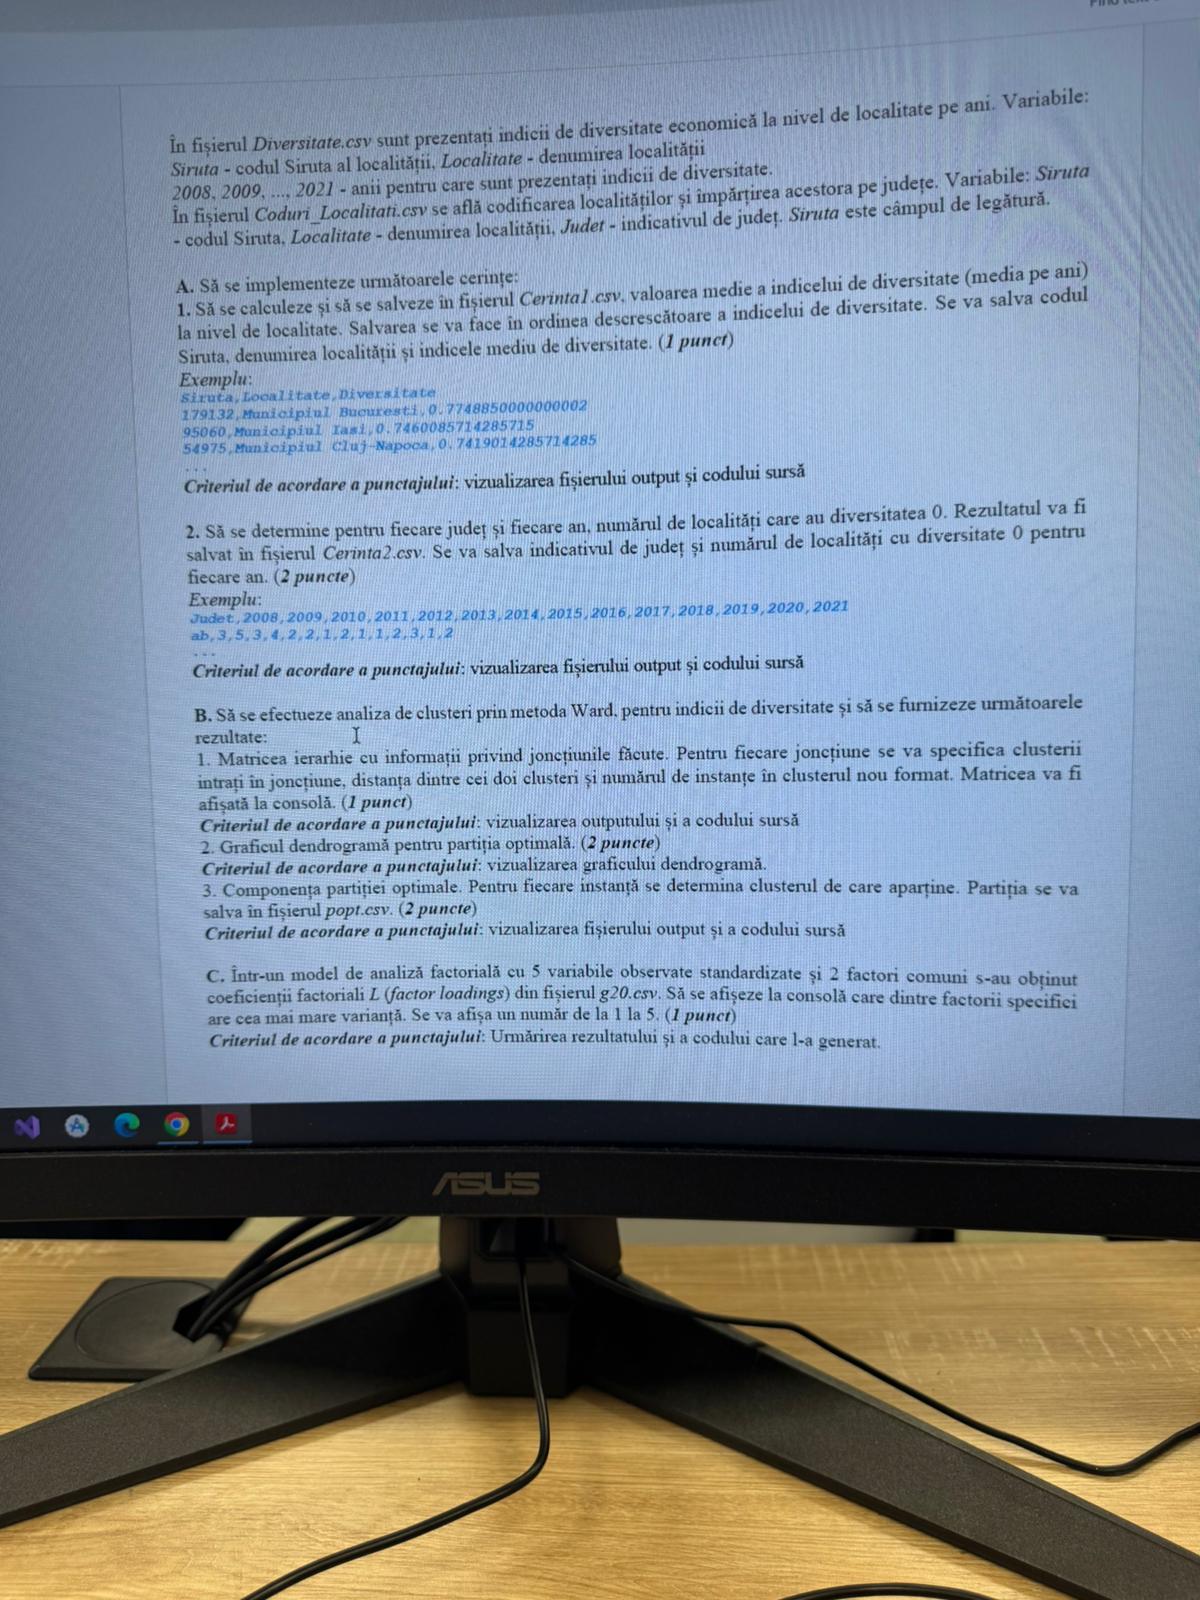 În fișierul Diversitate.csv sunt prezentați indicii de diversitate economică la nivel de localitate pe ani. Variabile:
Siruta - codul Siruta al localității, Localitate - denumirea localității
2008, 2009, ..., 2021 - anii pentru care sunt prezentați indicii de diversitate.
În fișierul Coduri_Localitati.csv se află codificarea localităților și împărțirea acestora pe județe. Variabile: Siruta
- codul Siruta, Localitate - denumirea localității, Judet - indicativul de județ. Siruta este câmpul de legătură.
A. Să se implementeze următoarele cerințe:
1. Să se calculeze și să se salveze în fișierul Cerinta1.csv, valoarea medie a indicelui de diversitate (media pe ani)
la nivel de localitate. Salvarea se va face în ordinea descrescătoare a indicelui de diversitate. Se va salva codul
Siruta, denumirea localității și indicele mediu de diversitate. (1 punct)
Exemplu:
Siruta,Localitate,Diversitate
179132,Municipiul Bucuresti,0.7748850000000002
95060,Municipiul Iasi,0.7460085714285715
54975,Municipiul Cluj-Napoca,0.7419014285714285
...
Criteriul de acordare a punctajului: vizualizarea fișierului output și codului sursă
2. Să se determine pentru fiecare județ și fiecare an, numărul de localități care au diversitatea 0. Rezultatul va fi
salvat în fișierul Cerinta2.csv. Se va salva indicativul de județ și numărul de localități cu diversitate 0 pentru
fiecare an. (2 puncte)
Exemplu:
Judet,2008,2009,2010,2011,2012,2013,2014,2015,2016,2017,2018,2019,2020,2021
ab,3,5,3,4,2,2,1,2,1,1,2,3,1,2
...
Criteriul de acordare a punctajului: vizualizarea fișierului output și codului sursă
B. Să se efectueze analiza de clusteri prin metoda Ward, pentru indicii de diversitate și să se furnizeze următoarele
rezultate:
1. Matricea ierarhie cu informații privind joncțiunile făcute. Pentru fiecare joncțiune se va specifica clusterii
intrați în joncțiune, distanța dintre cei doi clusteri și numărul de instanțe în clusterul nou format. Matricea va fi
afișată la consolă. (1 punct)
Criteriul de acordare a punctajului: vizualizarea outputului și a codului sursă
2. Graficul dendrogramă pentru partiția optimală. (2 puncte)
Criteriul de acordare a punctajului: vizualizarea graficului dendrogramă.
3. Componența partiției optimale. Pentru fiecare instanță se determina clusterul de care aparține. Partiția se va
salva în fișierul popt.csv. (2 puncte)
Criteriul de acordare a punctajului: vizualizarea fișierului output și a codului sursă
C. Într-un model de analiză factorială cu 5 variabile observate standardizate și 2 factori comuni s-au obținut
coeficienții factoriali L (factor loadings) din fișierul g20.csv. Să se afișeze la consolă care dintre factorii specifici
are cea mai mare varianță. Se va afișa un număr de la 1 la 5. (1 punct)
Criteriul de acordare a punctajului: Urmărirea rezultatului și a codului care l-a generat.
ASUS